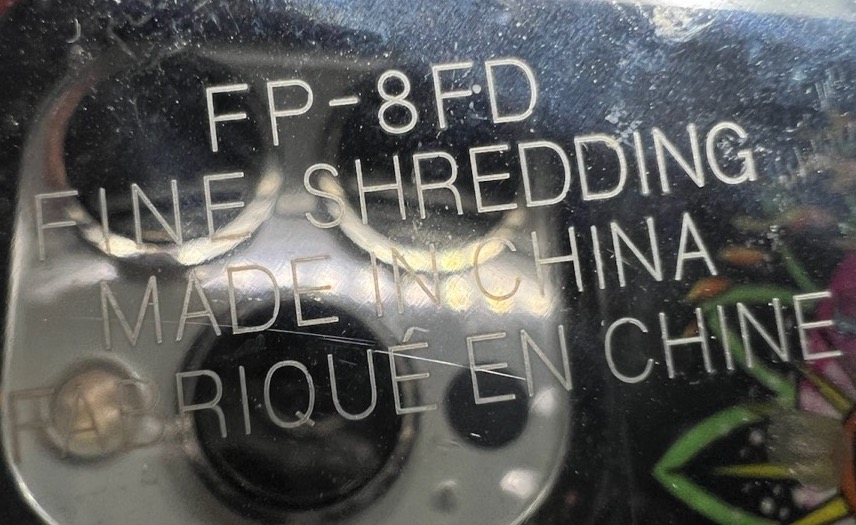 FP-8FD
FINE SHREDDING
MADE IN CHINA
FABRIQUÉ EN CHINE